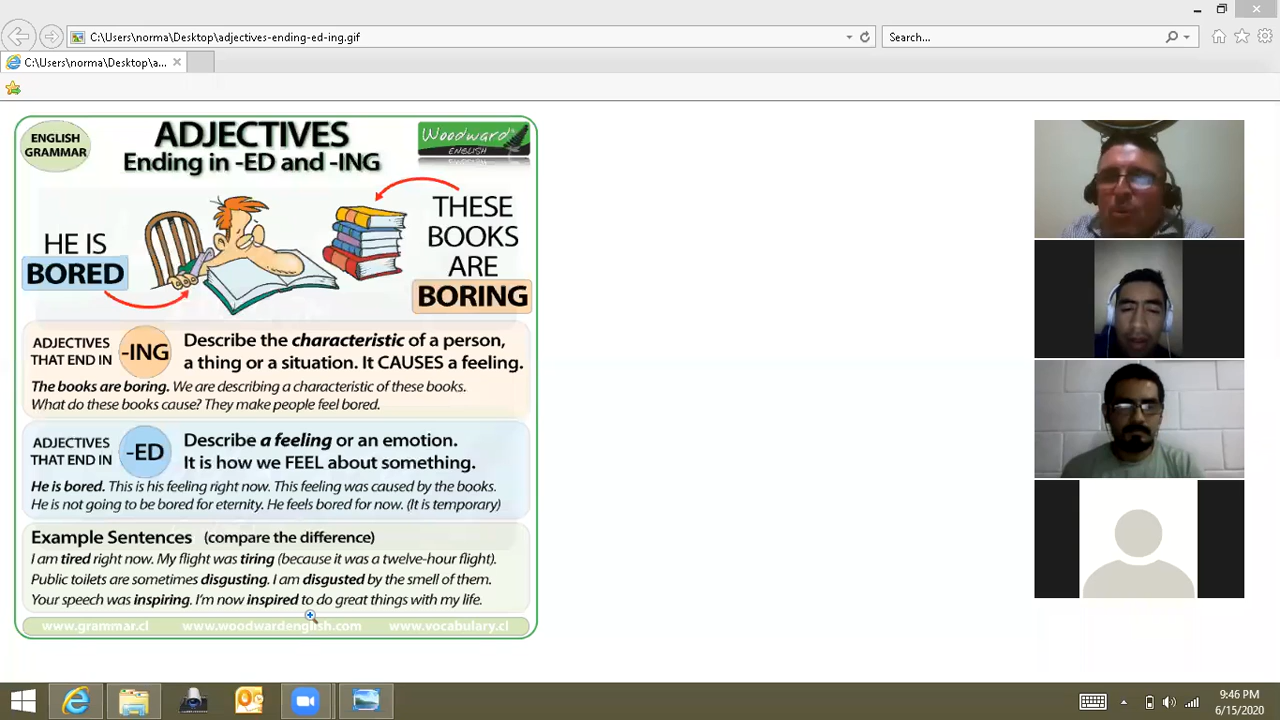 C:\Users\norma\Desktop\adjectives-ending-ed-ing.gif
Search...
C:\Users\norma\Desktop\a...
ENGLISH
GRAMMAR
ADJECTIVES
Ending in -ED and -ING
Woodward
ENGLISH
HE IS
BORED
THESE
BOOKS
ARE
BORING
ADJECTIVES
THAT END IN
-ING
Describe the characteristic of a person,
a thing or a situation. It CAUSES a feeling.
The books are boring. We are describing a characteristic of these books.
What do these books cause? They make people feel bored.
ADJECTIVES
THAT END IN
-ED
Describe a feeling or an emotion.
It is how we FEEL about something.
He is bored. This is his feeling right now. This feeling was caused by the books.
He is not going to be bored for eternity. He feels bored for now. (It is temporary)
Example Sentences (compare the difference)
I am tired right now. My flight was tiring (because it was a twelve-hour flight).
Public toilets are sometimes disgusting. I am disgusted by the smell of them.
Your speech was inspiring. I'm now inspired to do great things with my life.
www.grammar.cl www.woodwardenglish.com www.vocabulary.cl
9:46 PM
6/15/2020